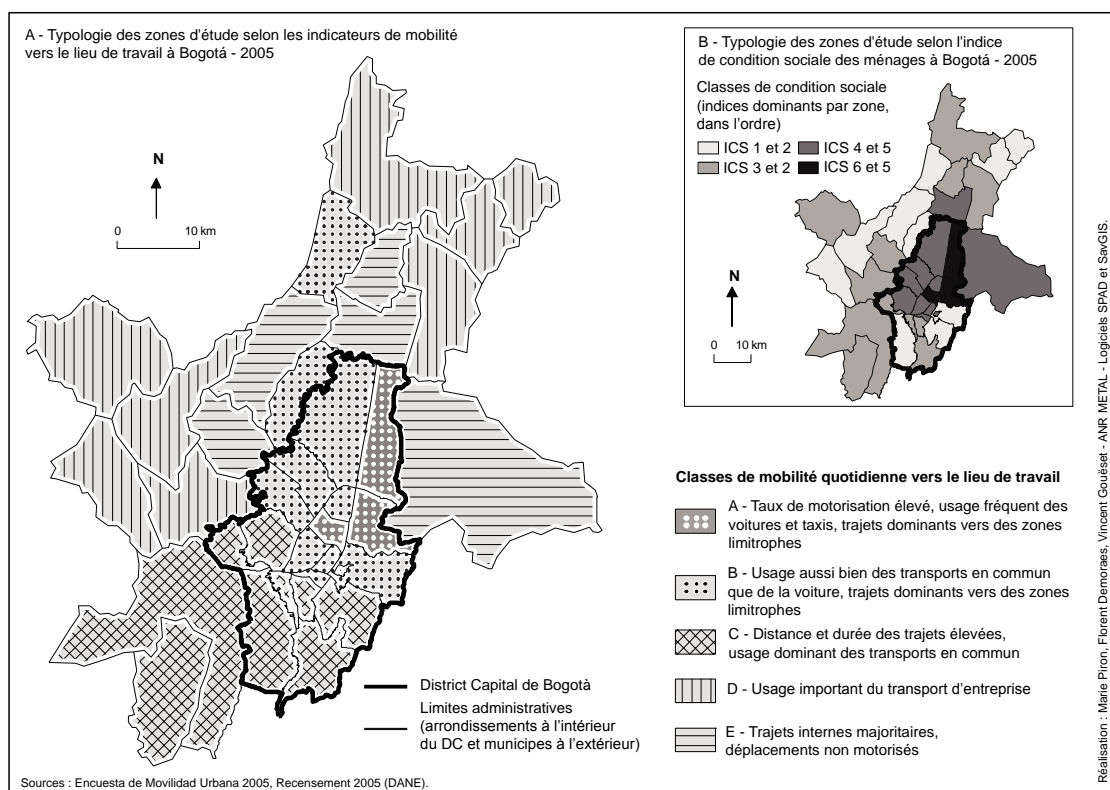 A - Typologie des zones d'étude selon les indicateurs de mobilité
vers le lieu de travail à Bogotá - 2005
N
0 10 km
B - Typologie des zones d'étude selon l'indice
de condition sociale des ménages à Bogotá - 2005
Classes de condition sociale
(indices dominants par zone,
dans l'ordre)
ICS 1 et 2 ICS 4 et 5
ICS 3 et 2 ICS 6 et 5
N
0 10 km
Classes de mobilité quotidienne vers le lieu de travail
A - Taux de motorisation élevé, usage fréquent des
voitures et taxis, trajets dominants vers des zones
limitrophes
B - Usage aussi bien des transports en commun
que de la voiture, trajets dominants vers des zones
limitrophes
C - Distance et durée des trajets élevées,
usage dominant des transports en commun
D - Usage important du transport d'entreprise
E - Trajets internes majoritaires,
déplacements non motorisés
District Capital de Bogotà
Limites administratives
(arrondissements à l'intérieur
du DC et municipes à l'extérieur)
Sources : Encuesta de Movilidad Urbana 2005, Recensement 2005 (DANE).
Réalisation : Marie Piron, Florent Demoraes, Vincent Gouëset - ANR METAL - Logiciels SPAD et SavGIS.